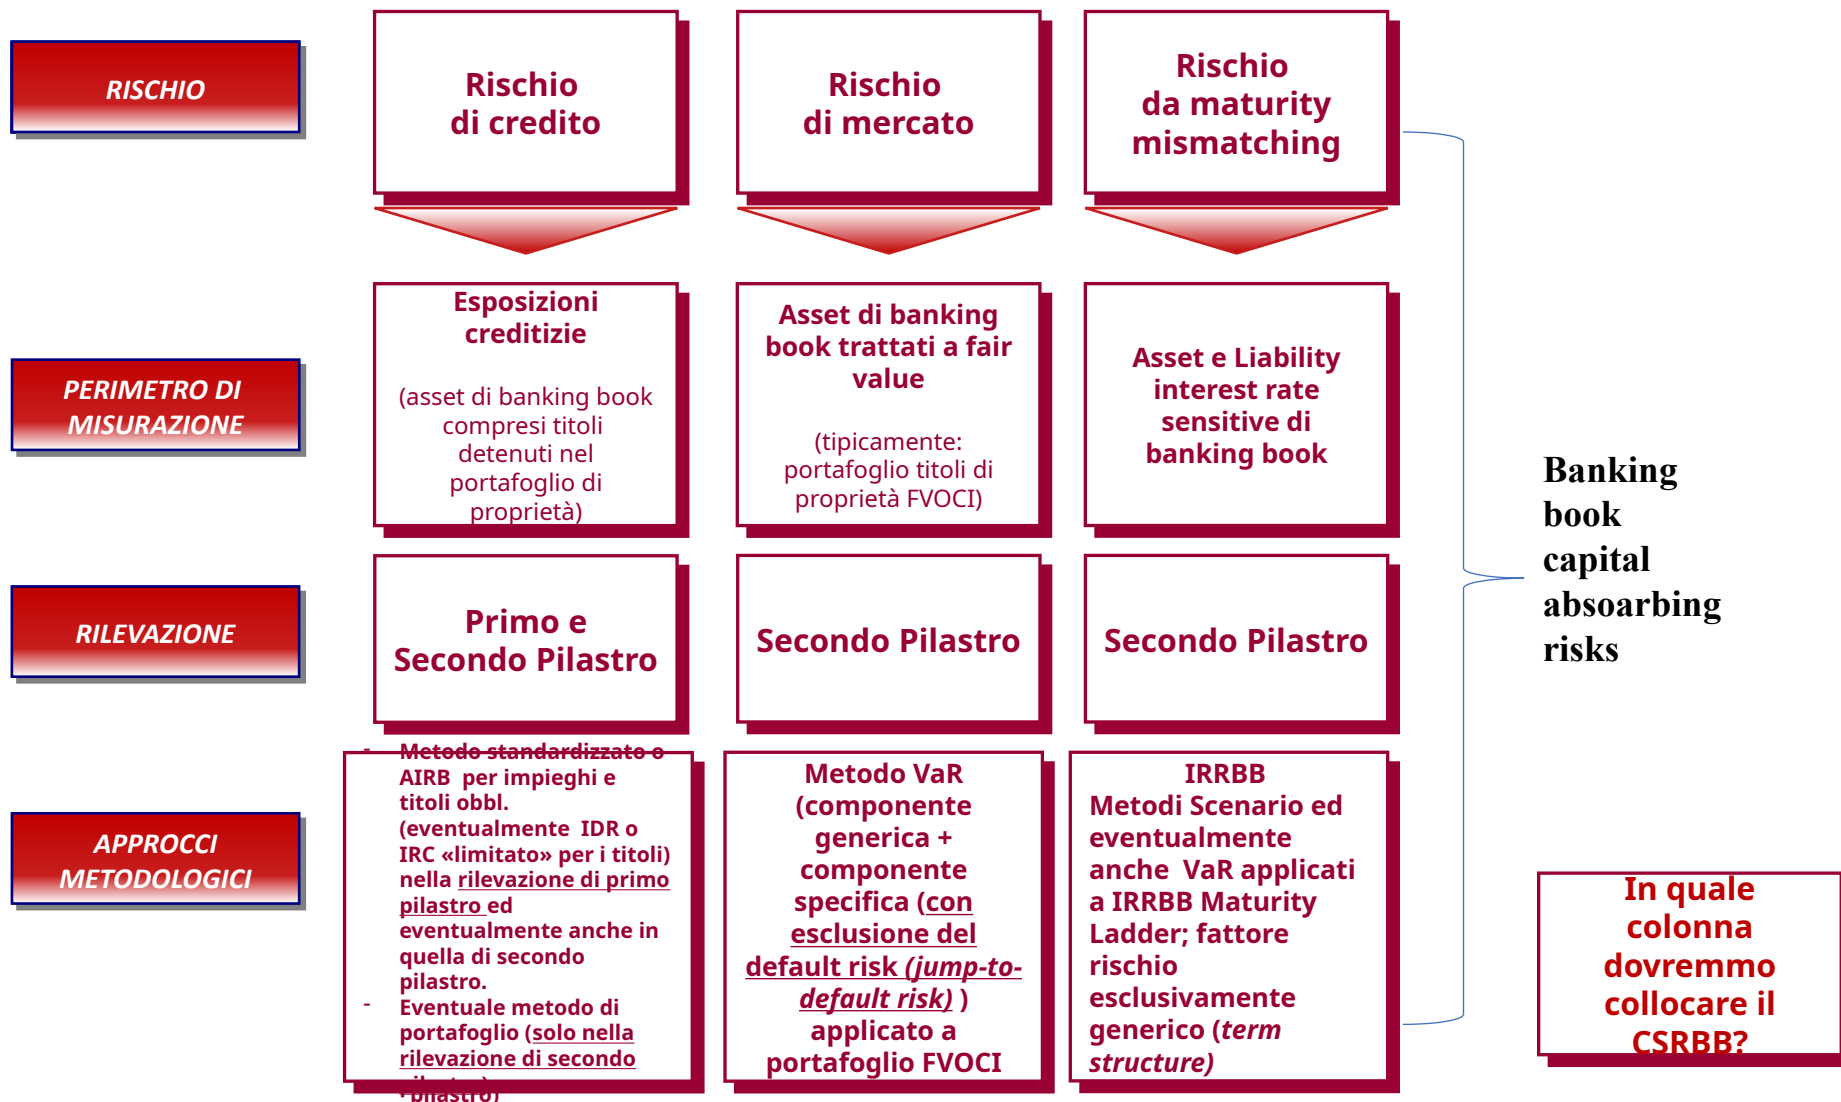 RISCHIO
Rischio
di credito
Rischio
di mercato
Rischio
da maturity
mismatching
PERIMETRO DI
MISURAZIONE
Esposizioni
creditizie
(asset di banking book
compresi titoli
detenuti nel
portafoglio di
proprietà)
Asset di banking
book trattati a fair
value
(tipicamente:
portafoglio titoli di
proprietà FVOCI)
Asset e Liability
interest rate
sensitive di
banking book
RILEVAZIONE
Primo e
Secondo Pilastro
Secondo Pilastro
Secondo Pilastro
APPROCCI
METODOLOGICI
- Metodo standardizzato o
AIRB per impieghi e
titoli obbl.
(eventualmente IDR o
IRC «limitato» per i titoli)
nella rilevazione di primo
pilastro ed
eventualmente anche in
quella di secondo
pilastro.
- Eventuale metodo di
portafoglio (solo nella
rilevazione di secondo
pilastro)
Metodo VaR
(componente
generica +
componente
specifica (con
esclusione del
default risk (jump-to-
default risk) )
applicato a
portafoglio FVOCI
IRRBB
Metodi Scenario ed
eventualmente
anche VaR applicati
a IRRBB Maturity
Ladder; fattore
rischio
esclusivamente
generico (term
structure)
Banking
book
capital
absoarbing
risks
In quale
colonna
dovremmo
collocare il
CSRBB?